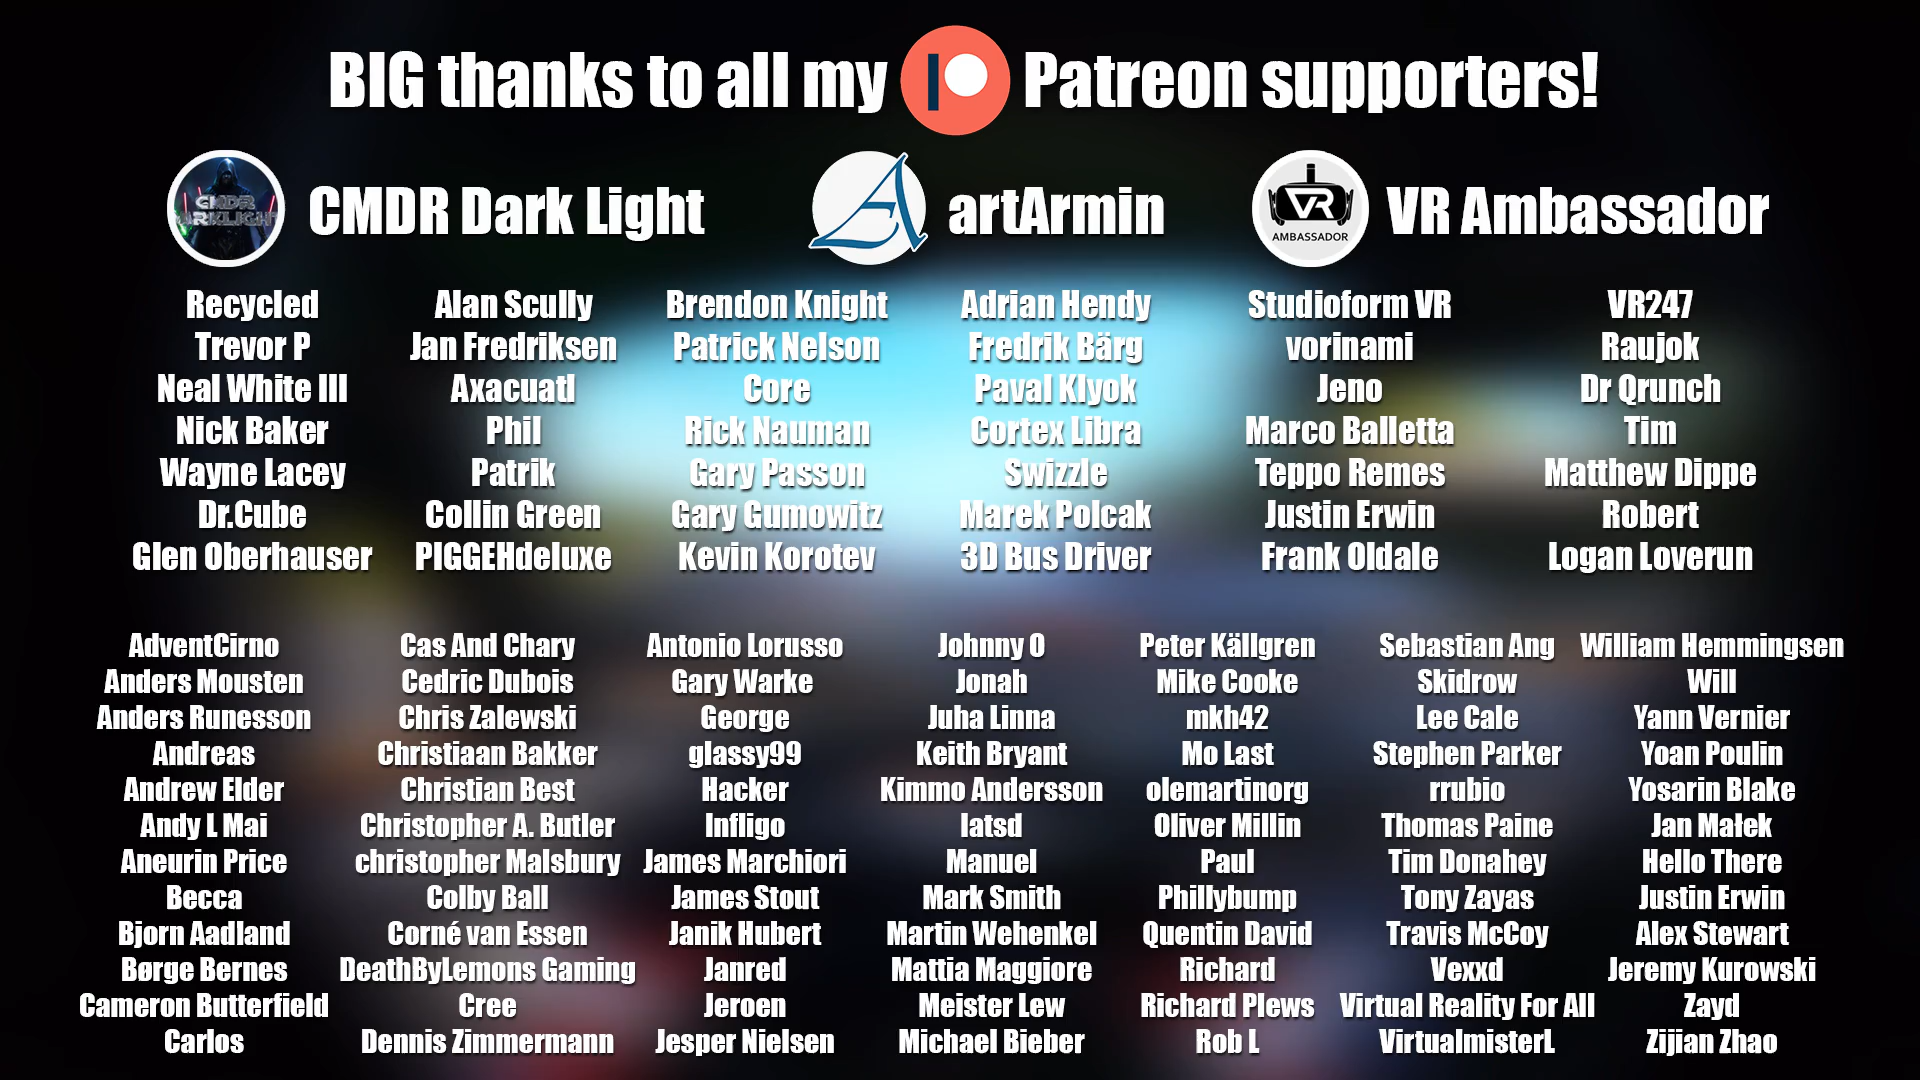 BIG thanks to all my Patreon supporters!
CMDR DARKLIGHT CMDR Dark Light artArmin VR AMBASSADOR VR Ambassador
Recycled Alan Scully Brendon Knight Adrian Hendy Studioform VR VR247
Trevor P Jan Fredriksen Patrick Nelson Fredrik Bärg vorinami Raujok
Neal White III Axacuatl Core Paval Klyok Jeno Dr Qrunch
Nick Baker Phil Rick Nauman Cortex Libra Marco Balletta Tim
Wayne Lacey Patrik Gary Passon Swizzle Teppo Remes Matthew Dippe
Dr.Cube Collin Green Gary Gumowitz Marek Polcak Justin Erwin Robert
Glen Oberhauser PIGGEHdeluxe Kevin Korotev 3D Bus Driver Frank Oldale Logan Loverun
AdventCirno Cas And Chary Antonio Lorusso Johnny O Peter Källgren Sebastian Ang William Hemmingsen
Anders Mousten Cedric Dubois Gary Warke Jonah Mike Cooke Skidrow Will
Anders Runesson Chris Zalewski George Juha Linna mkh42 Lee Cale Yann Vernier
Andreas Christiaan Bakker glassy99 Keith Bryant Mo Last Stephen Parker Yoan Poulin
Andrew Elder Christian Best Hacker Kimmo Andersson olemartinorg rrubio Yosarin Blake
Andy L Mai Christopher A. Butler Infligo latsd Oliver Millin Thomas Paine Jan Małek
Aneurin Price christopher Malsbury James Marchiori Manuel Paul Tim Donahey Hello There
Becca Colby Ball James Stout Mark Smith Phillybump Tony Zayas Justin Erwin
Bjorn Aadland Corné van Essen Janik Hubert Martin Wehenkel Quentin David Travis McCoy Alex Stewart
Børge Bernes DeathByLemons Gaming Janred Mattia Maggiore Richard Vexxd Jeremy Kurowski
Cameron Butterfield Cree Jeroen Meister Lew Richard Plews Virtual Reality For All Zayd
Carlos Dennis Zimmermann Jesper Nielsen Michael Bieber Rob L VirtualmisterL Zijian Zhao